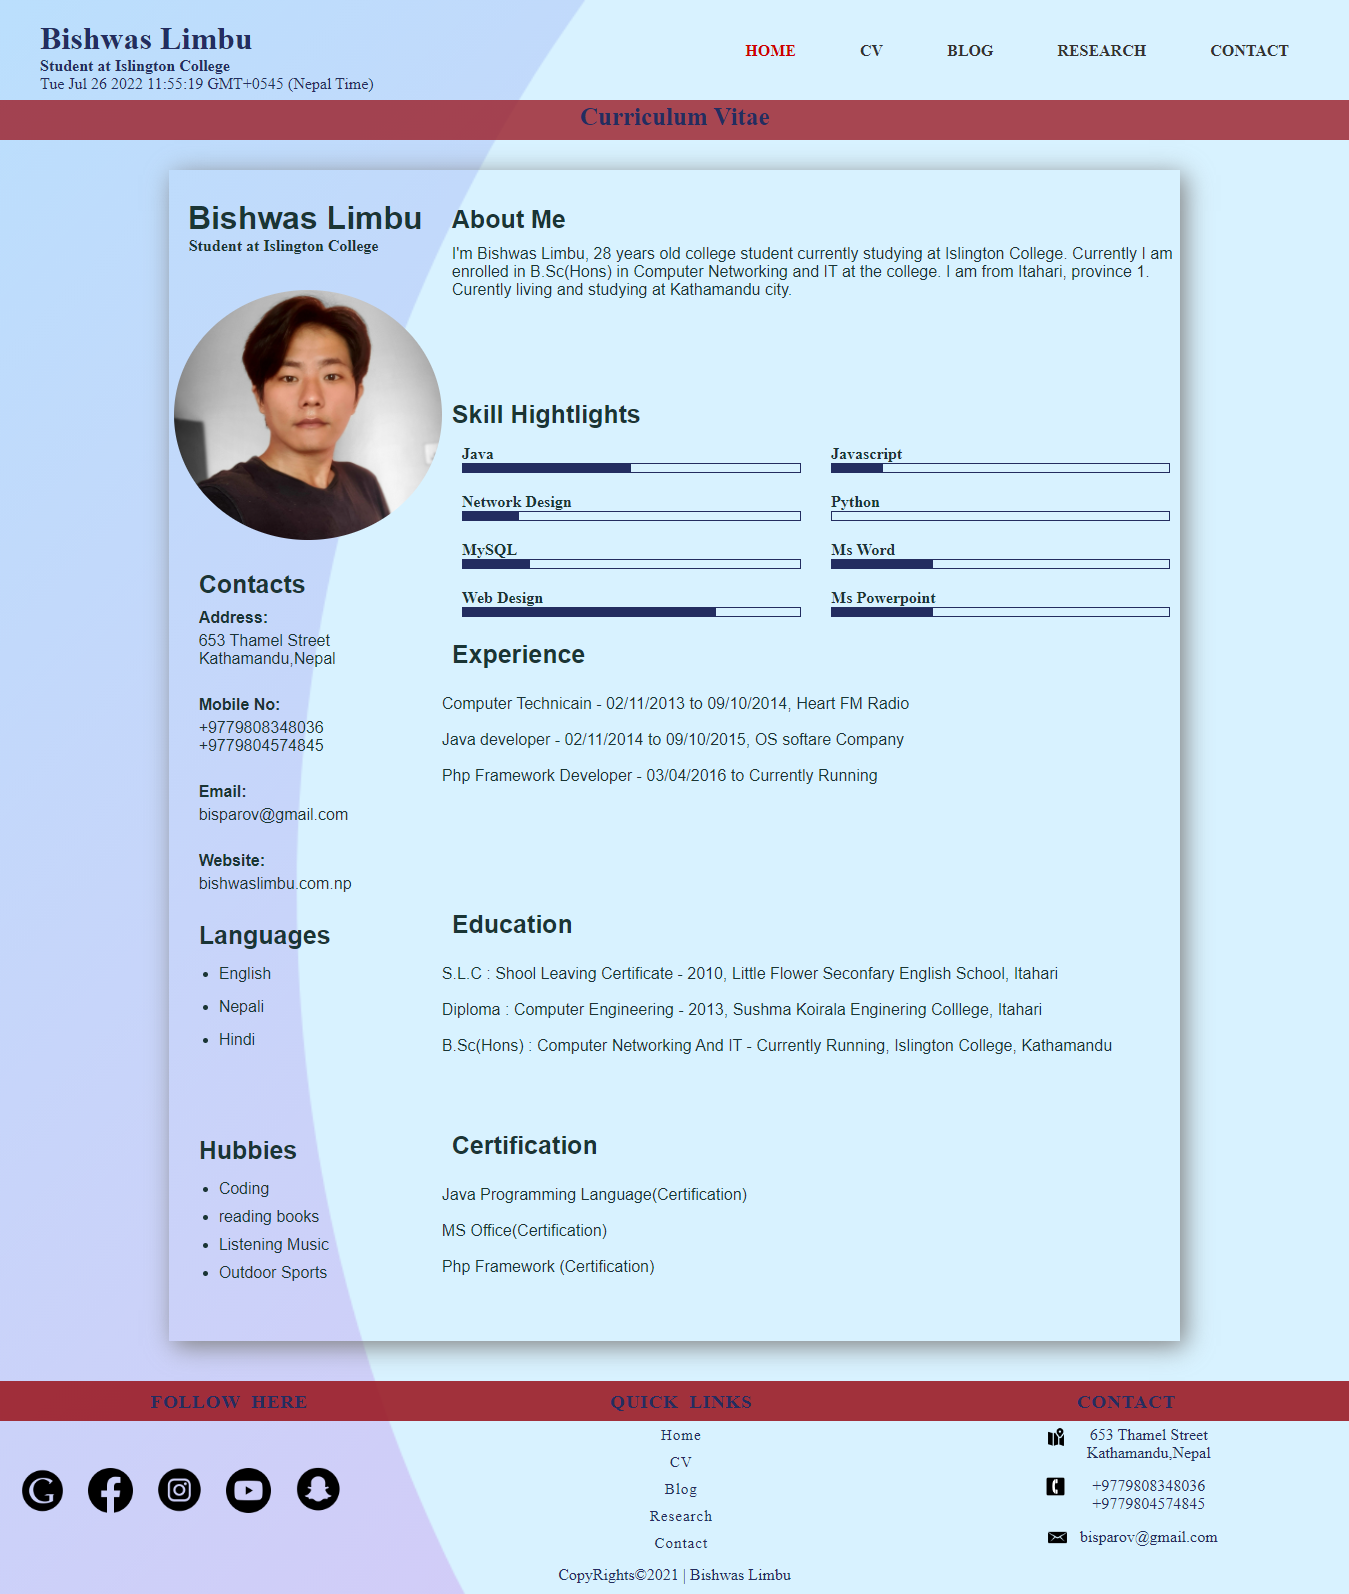 Bishwas Limbu
Student at Islington College
Tue Jul 26 2022 11:55:19 GMT+0545 (Nepal Time)
HOME CV BLOG RESEARCH CONTACT
Curriculum Vitae
Bishwas Limbu
Student at Islington College
Contacts
Address:
653 Thamel Street
Kathamandu,Nepal
Mobile No:
+9779808348036
+9779804574845
Email:
bisparov@gmail.com
Website:
bishwaslimbu.com.np
Languages
English
Nepali
Hindi
Hubbies
Coding
reading books
Listening Music
Outdoor Sports
About Me
I'm Bishwas Limbu, 28 years old college student currently studying at Islington College. Currently I am
enrolled in B.Sc(Hons) in Computer Networking and IT at the college. I am from Itahari, province 1.
Curently living and studying at Kathamandu city.
Skill Hightlights
Java
Javascript
Network Design
Python
MySQL
Ms Word
Web Design
Ms Powerpoint
Experience
Computer Technicain - 02/11/2013 to 09/10/2014, Heart FM Radio
Java developer - 02/11/2014 to 09/10/2015, OS softare Company
Php Framework Developer - 03/04/2016 to Currently Running
Education
S.L.C : Shool Leaving Certificate - 2010, Little Flower Seconfary English School, Itahari
Diploma : Computer Engineering - 2013, Sushma Koirala Enginering Colllege, Itahari
B.Sc(Hons) : Computer Networking And IT - Currently Running, Islington College, Kathamandu
Certification
Java Programming Language(Certification)
MS Office(Certification)
Php Framework (Certification)
FOLLOW HERE
QUICK LINKS
Home
CV
Blog
Research
Contact
CONTACT
653 Thamel Street
Kathamandu,Nepal
+9779808348036
+9779804574845
bisparov@gmail.com
CopyRights©2021 | Bishwas Limbu